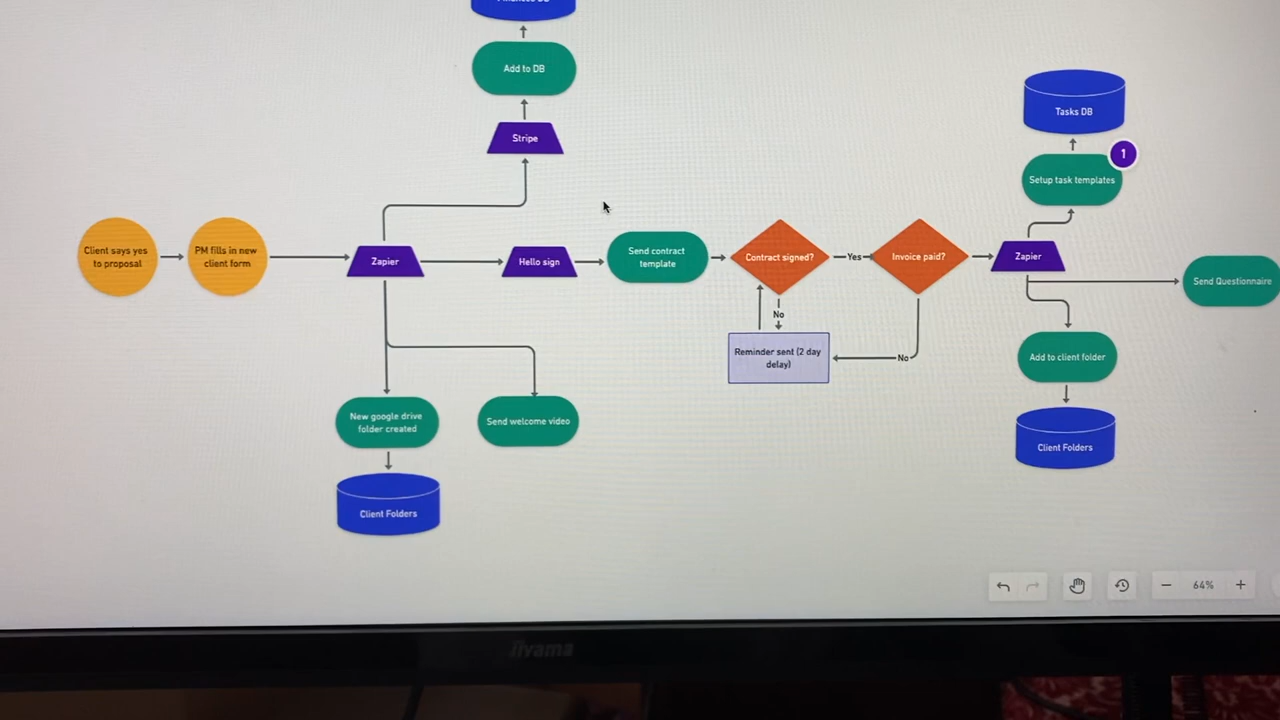 Add to DB
Stripe
Tasks DB
1
Setup task templates
Client says yes
to proposal
PM fills in new
client form
Zapier
Hello sign
Send contract
template
Contract signed?
Yes
Invoice paid?
Zapier
Send Questionnaire
No
Reminder sent (2 day
delay)
No
Add to client folder
New google drive
folder created
Send welcome video
Client Folders
Client Folders
64%
iiyama